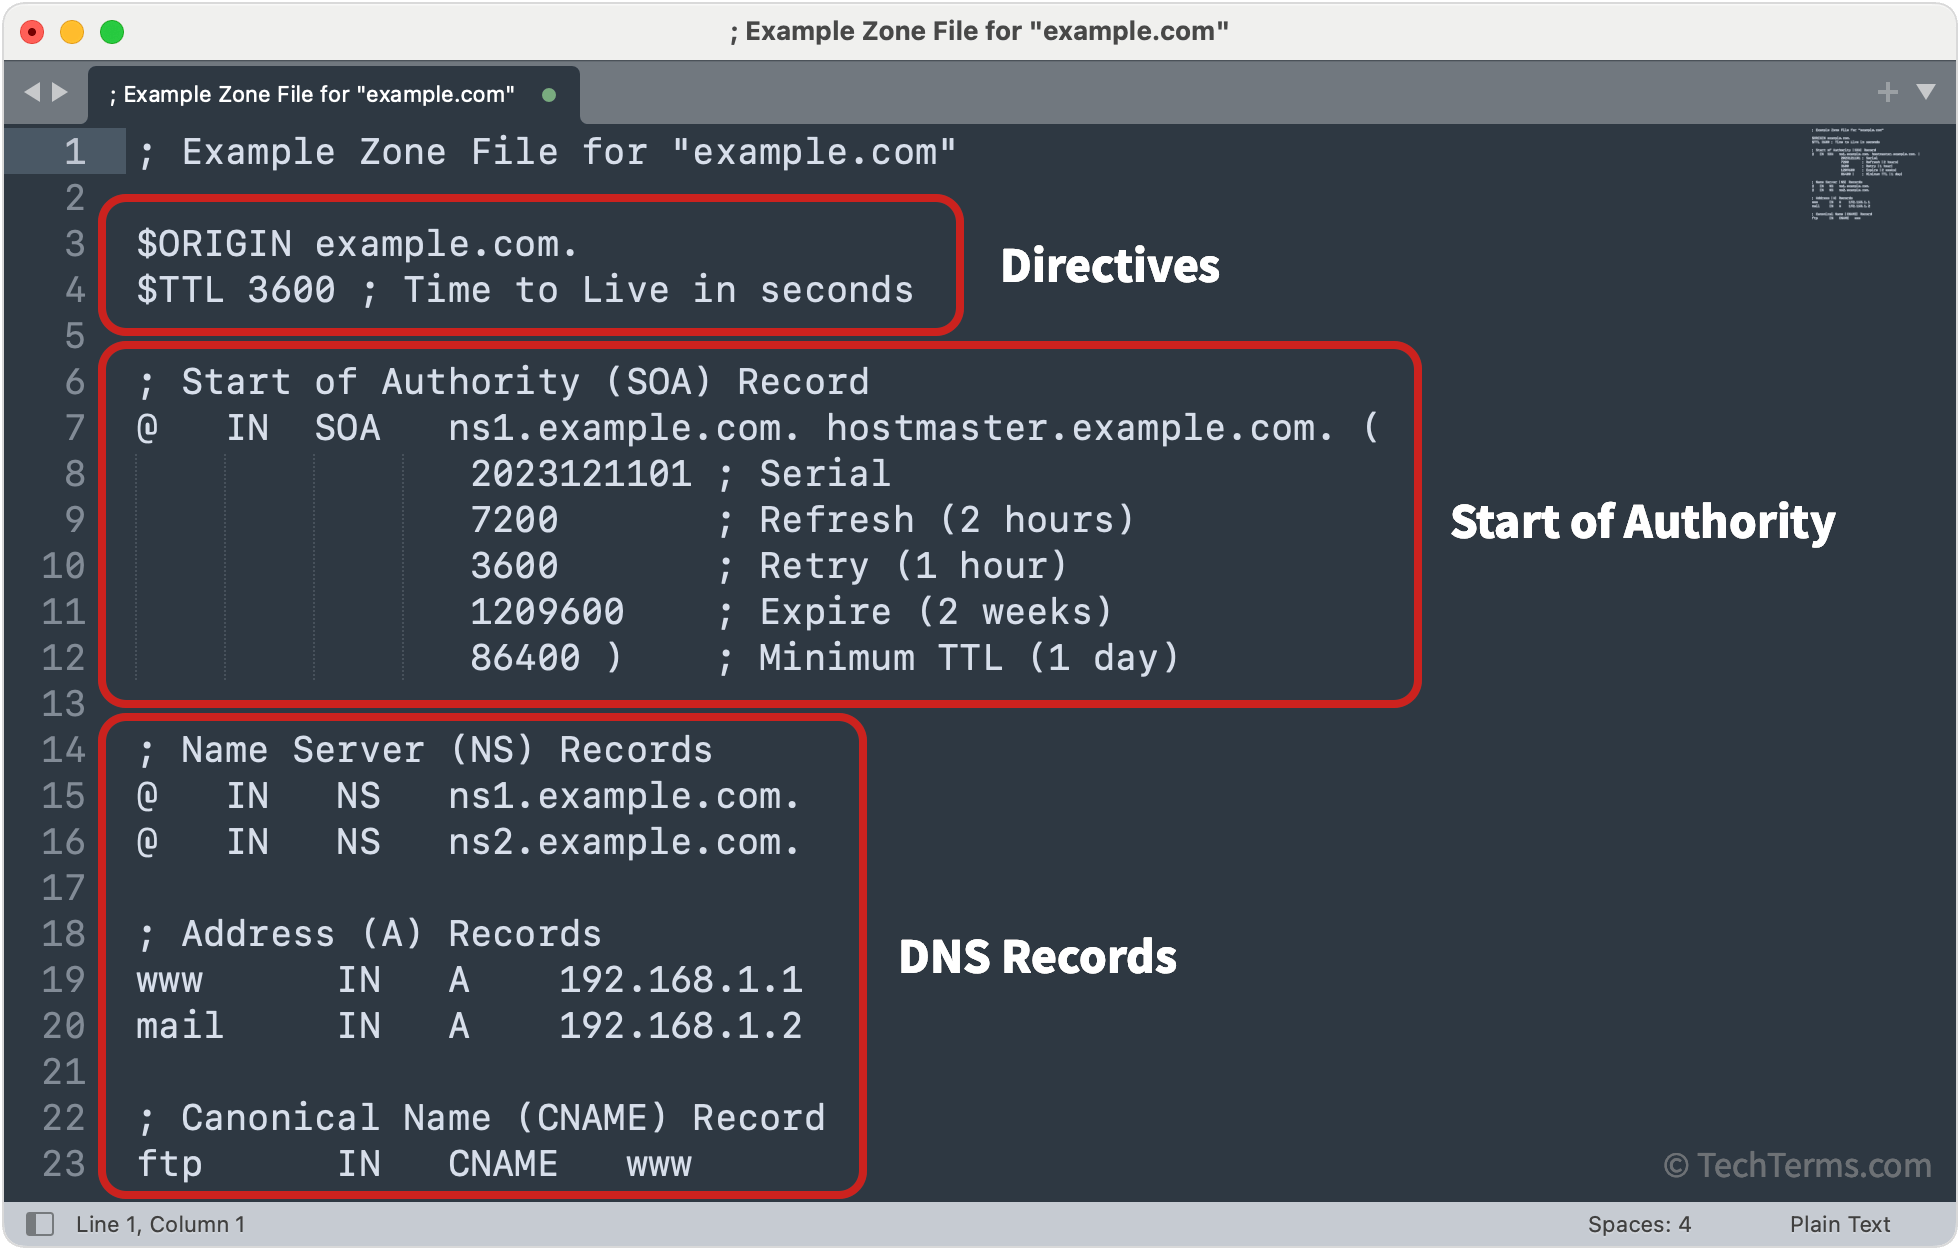 ; Example Zone File for "example.com"
; Example Zone File for "example.com"
1 ; Example Zone File for "example.com"
2
3 $ORIGIN example.com.
4 $TTL 3600 ; Time to Live in seconds
Directives
5
6 ; Start of Authority (SOA) Record
7 @ IN SOA ns1.example.com. hostmaster.example.com. (
8 2023121101 ; Serial
9 7200 ; Refresh (2 hours)
10 3600 ; Retry (1 hour)
11 1209600 ; Expire (2 weeks)
12 86400 ) ; Minimum TTL (1 day)
Start of Authority
13
14 ; Name Server (NS) Records
15 @ IN NS ns1.example.com.
16 @ IN NS ns2.example.com.
17
18 ; Address (A) Records
19 www IN A 192.168.1.1
20 mail IN A 192.168.1.2
21
22 ; Canonical Name (CNAME) Record
23 ftp IN CNAME www
DNS Records
© TechTerms.com
Line 1, Column 1 Spaces: 4 Plain Text